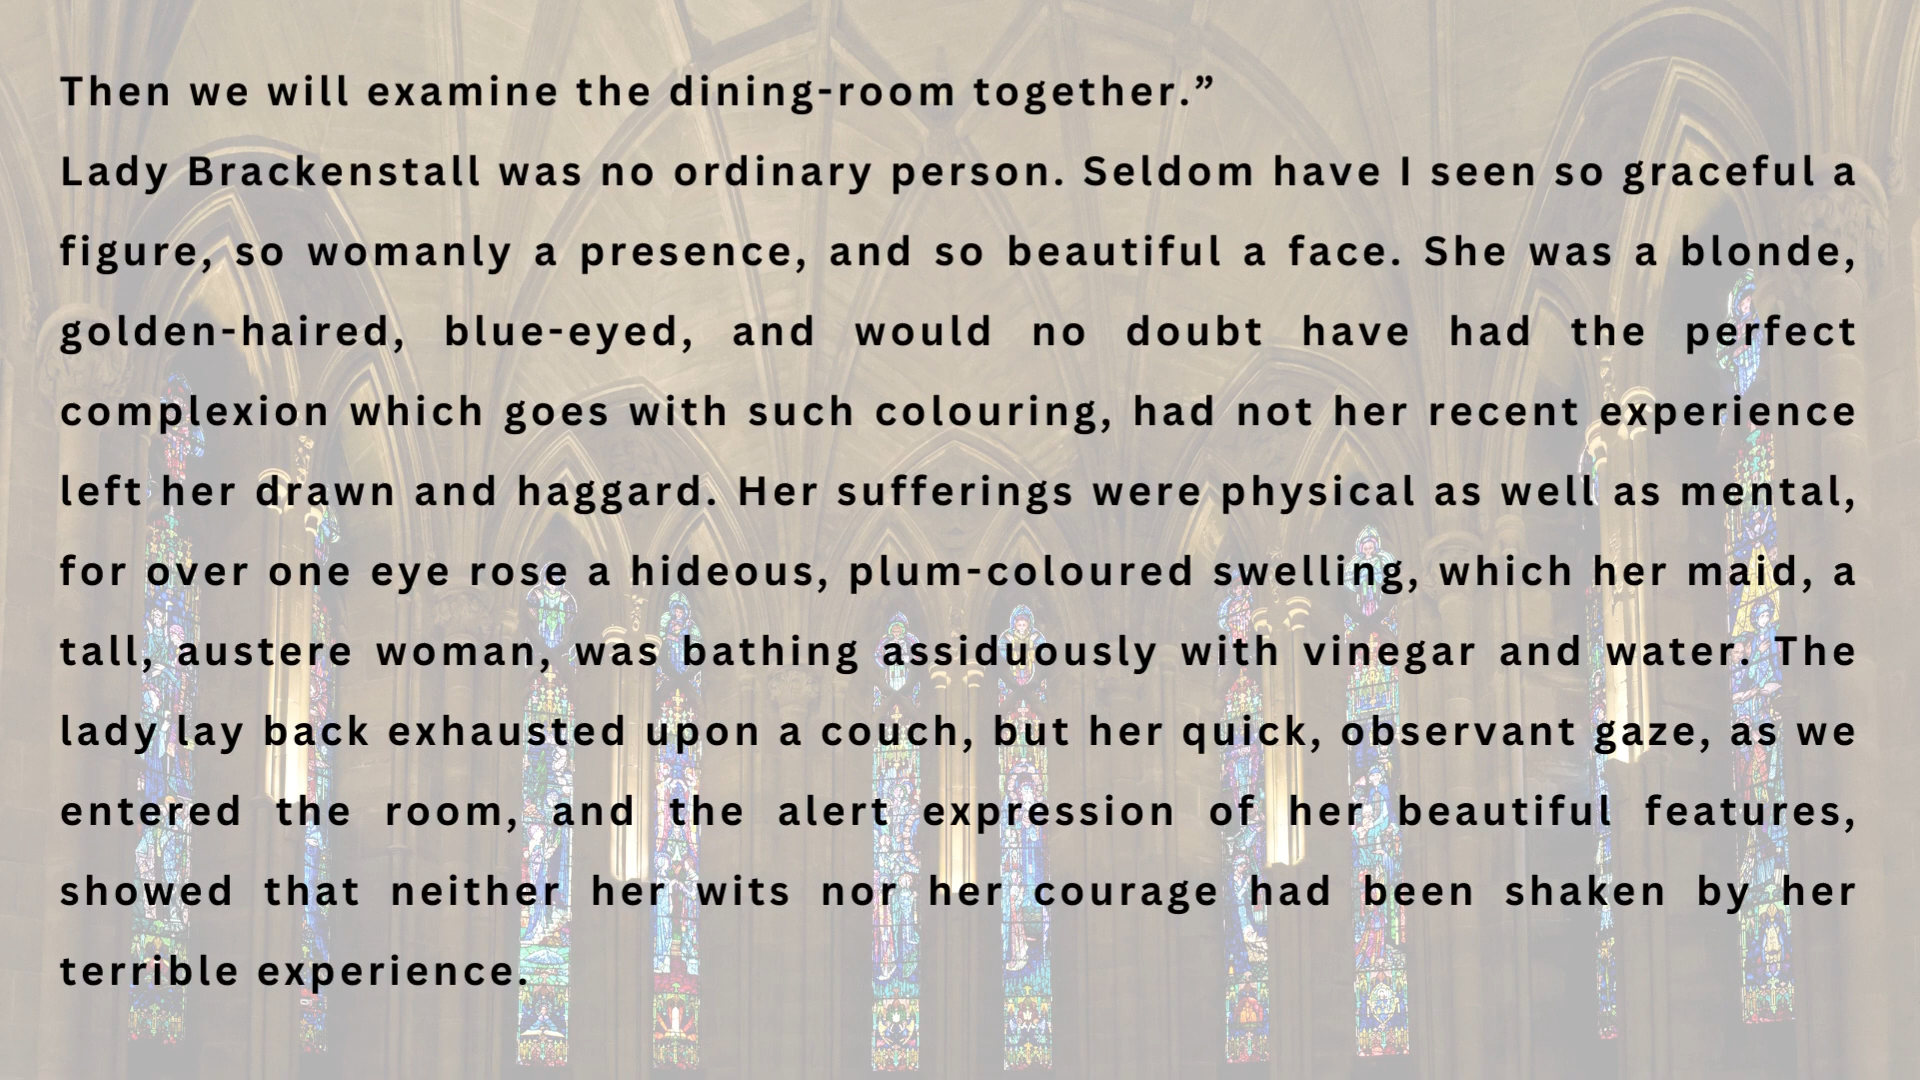 Then we will examine the dining-room together.”
Lady Brackenstall was no ordinary person. Seldom have I seen so graceful a
figure, so womanly a presence, and so beautiful a face. She was a blonde,
golden-haired, blue-eyed, and would no doubt have had the perfect
complexion which goes with such colouring, had not her recent experience
left her drawn and haggard. Her sufferings were physical as well as mental,
for over one eye rose a hideous, plum-coloured swelling, which her maid, a
tall, austere woman, was bathing assiduously with vinegar and water. The
lady lay back exhausted upon a couch, but her quick, observant gaze, as we
entered the room, and the alert expression of her beautiful features,
showed that neither her wits nor her courage had been shaken by her
terrible experience.